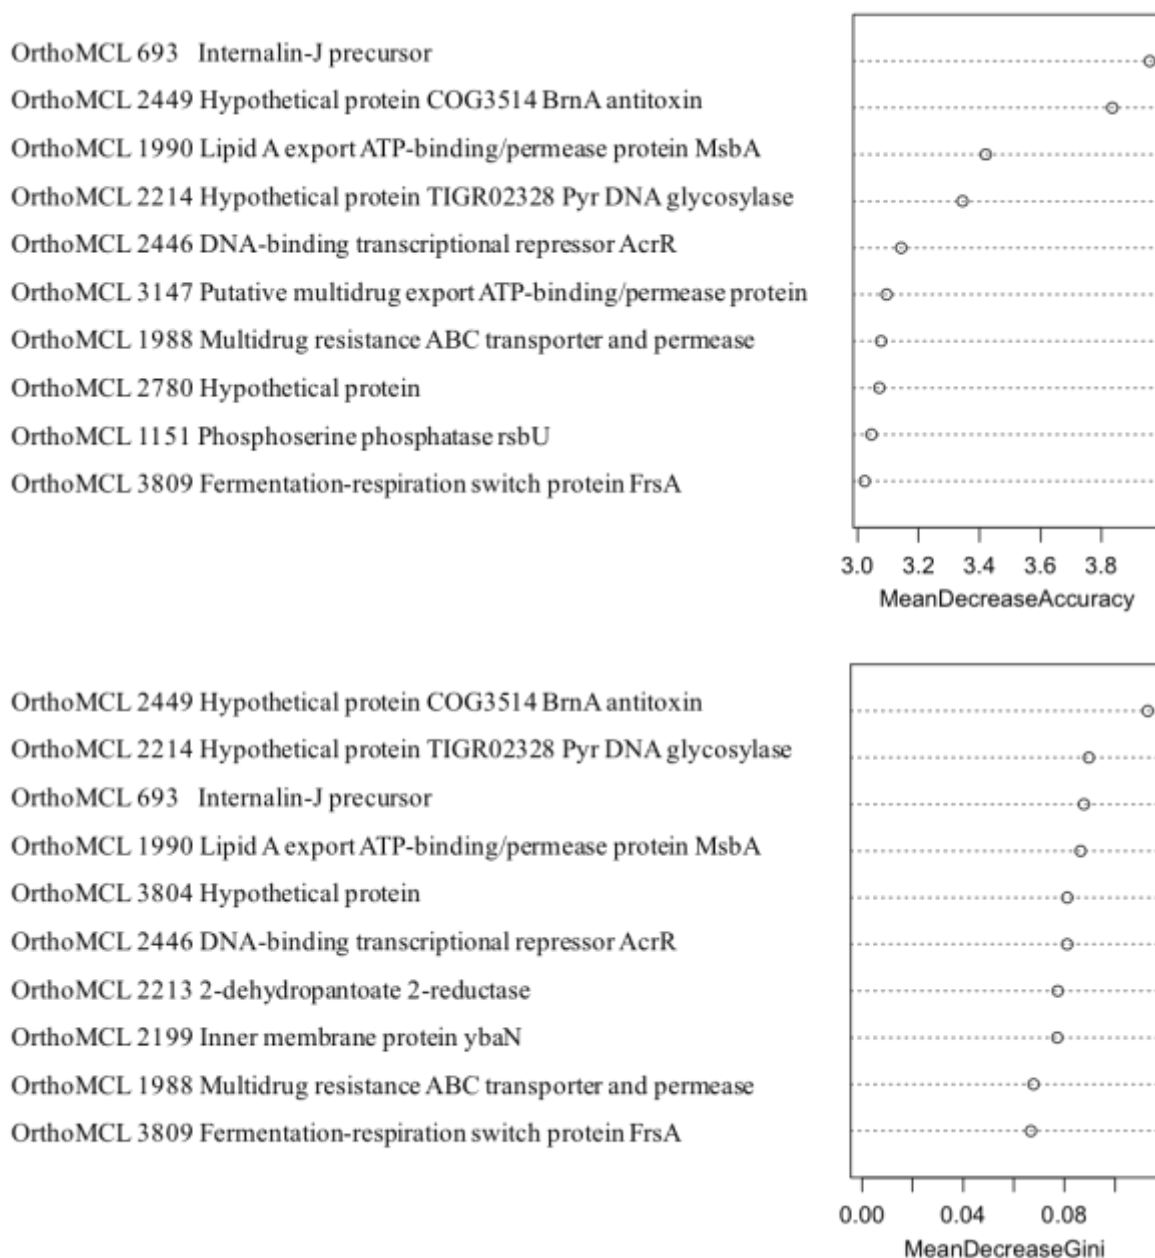 OrthoMCL 693 Internalin-J precursor
OrthoMCL 2449 Hypothetical protein COG3514 BrnA antitoxin
OrthoMCL 1990 Lipid A export ATP-binding/permease protein MsbA
OrthoMCL 2214 Hypothetical protein TIGR02328 Pyr DNA glycosylase
OrthoMCL 2446 DNA-binding transcriptional repressor AcrR
OrthoMCL 3147 Putative multidrug export ATP-binding/permease protein
OrthoMCL 1988 Multidrug resistance ABC transporter and permease
OrthoMCL 2780 Hypothetical protein
OrthoMCL 1151 Phosphoserine phosphatase rsbU
OrthoMCL 3809 Fermentation-respiration switch protein FrsA
3.0 3.2 3.4 3.6 3.8
MeanDecreaseAccuracy
OrthoMCL 2449 Hypothetical protein COG3514 BrnA antitoxin
OrthoMCL 2214 Hypothetical protein TIGR02328 Pyr DNA glycosylase
OrthoMCL 693 Internalin-J precursor
OrthoMCL 1990 Lipid A export ATP-binding/permease protein MsbA
OrthoMCL 3804 Hypothetical protein
OrthoMCL 2446 DNA-binding transcriptional repressor AcrR
OrthoMCL 2213 2-dehydropantoate 2-reductase
OrthoMCL 2199 Inner membrane protein ybaN
OrthoMCL 1988 Multidrug resistance ABC transporter and permease
OrthoMCL 3809 Fermentation-respiration switch protein FrsA
0.00 0.04 0.08
MeanDecreaseGini